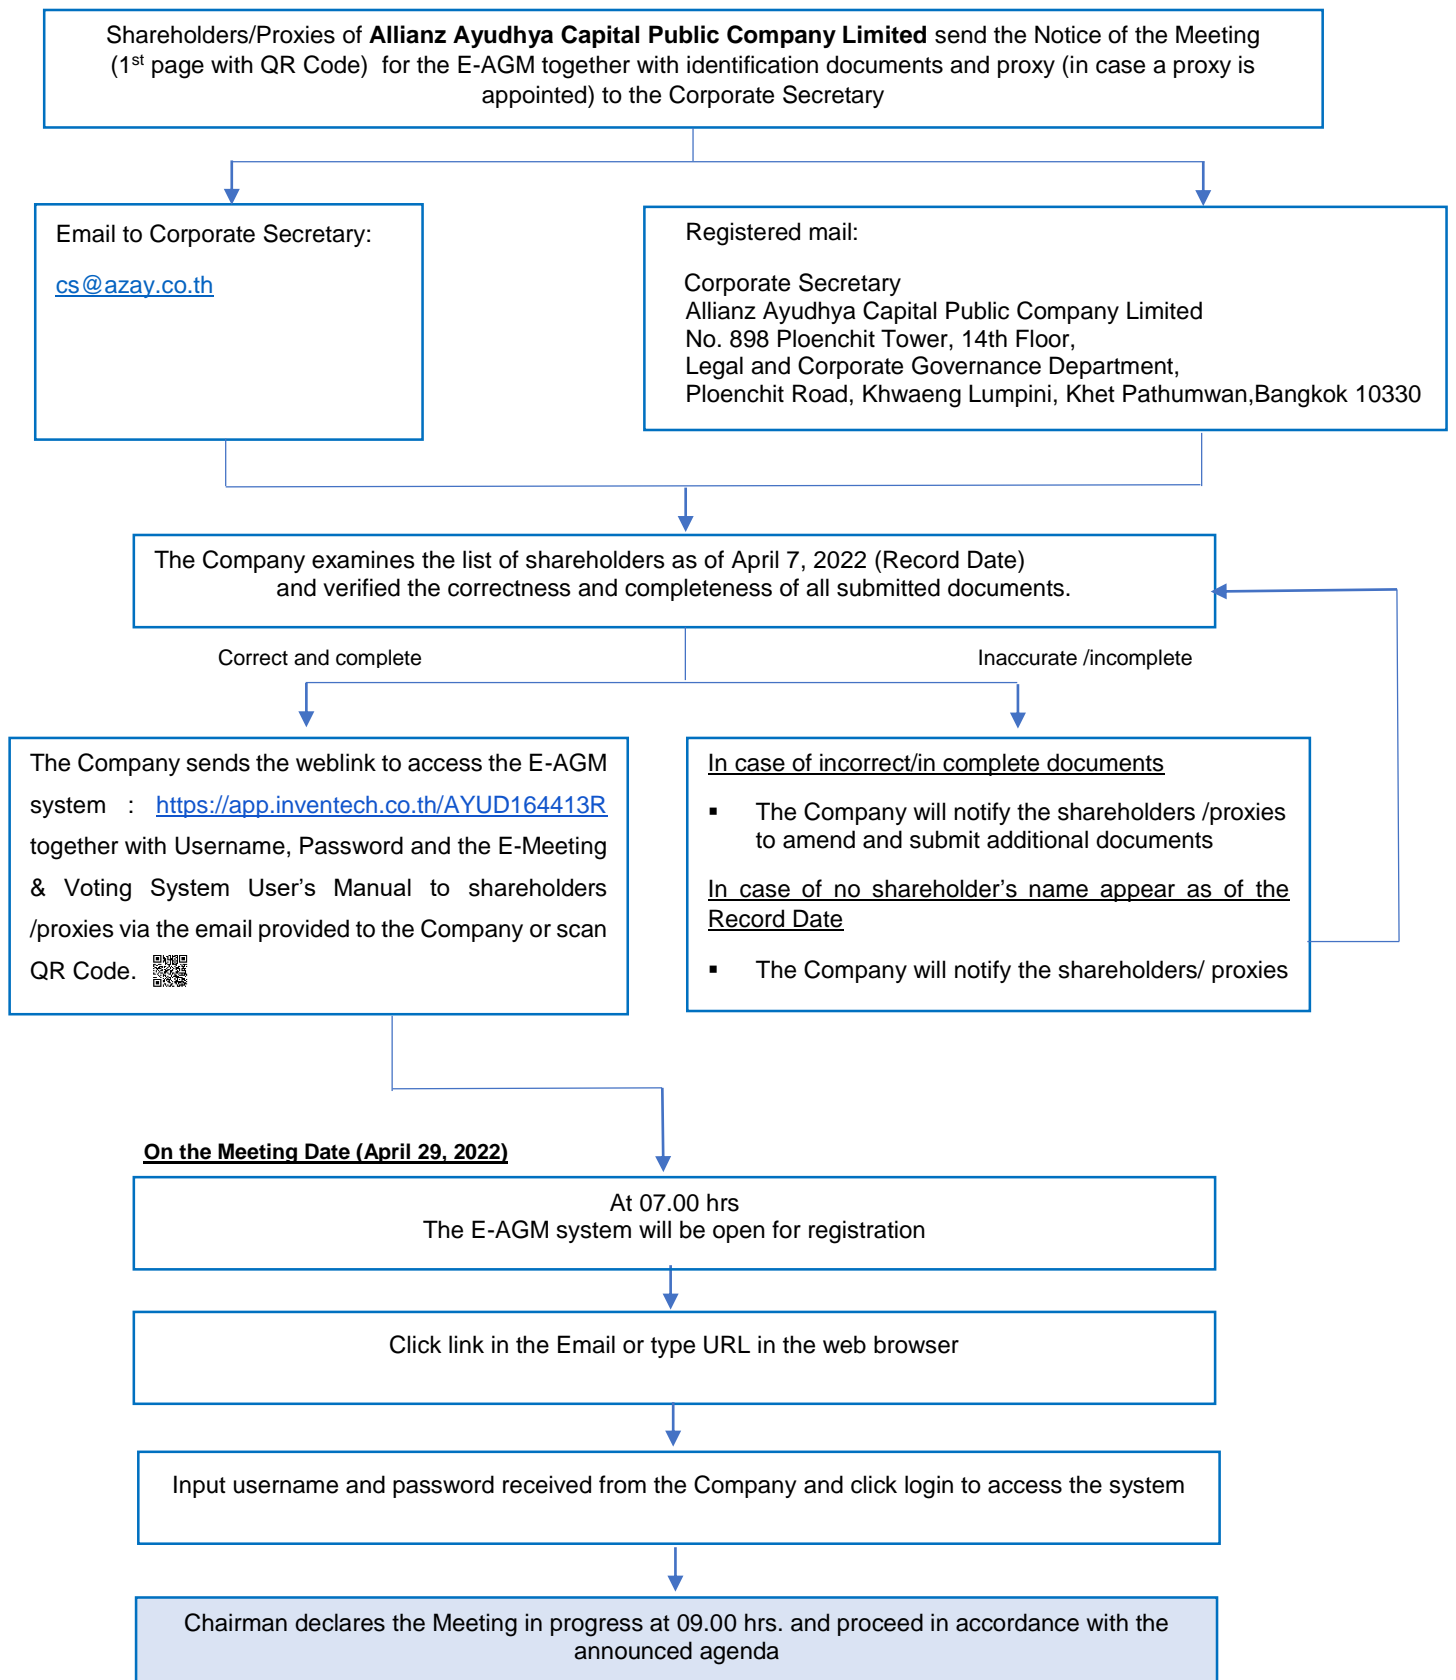 Shareholders/Proxies of Allianz Ayudhya Capital Public Company Limited send the Notice of the Meeting
(1st page with QR Code) for the E-AGM together with identification documents and proxy (in case a proxy is
appointed) to the Corporate Secretary
Email to Corporate Secretary:
cs@azay.co.th
Registered mail:
Corporate Secretary
Allianz Ayudhya Capital Public Company Limited
No. 898 Ploenchit Tower, 14th Floor,
Legal and Corporate Governance Department,
Ploenchit Road, Khwaeng Lumpini, Khet Pathumwan,Bangkok 10330
The Company examines the list of shareholders as of April 7, 2022 (Record Date)
and verified the correctness and completeness of all submitted documents.
Correct and complete
Inaccurate /incomplete
The Company sends the weblink to access the E-AGM
system : https://app.inventech.co.th/AYUD164413R
together with Username, Password and the E-Meeting
& Voting System User’s Manual to shareholders
/proxies via the email provided to the Company or scan
QR Code.
In case of incorrect/in complete documents
▪ The Company will notify the shareholders /proxies
to amend and submit additional documents
In case of no shareholder’s name appear as of the
Record Date
▪ The Company will notify the shareholders/ proxies
On the Meeting Date (April 29, 2022)
At 07.00 hrs
The E-AGM system will be open for registration
Click link in the Email or type URL in the web browser
Input username and password received from the Company and click login to access the system
Chairman declares the Meeting in progress at 09.00 hrs. and proceed in accordance with the
announced agenda